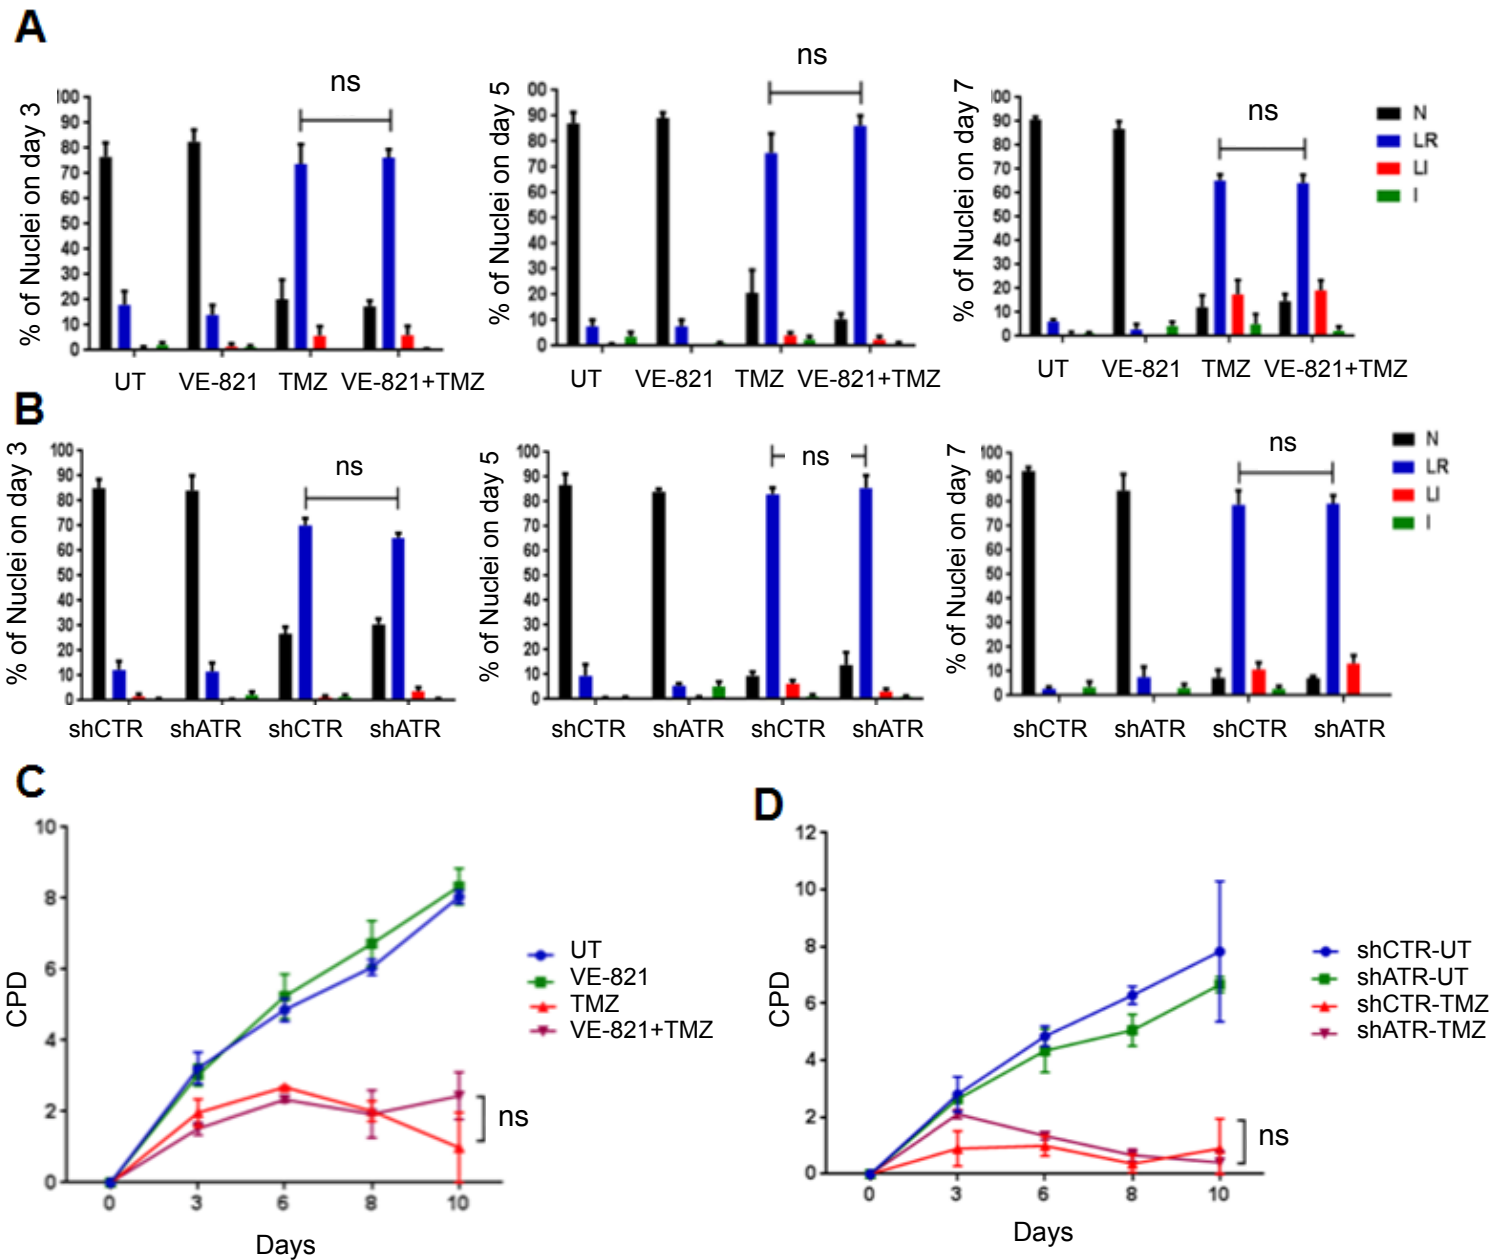 A
% of Nuclei on day 3
100
90
80
70
60
50
40
30
20
10
0
ns
UT VE-821 TMZ VE-821+TMZ
% of Nuclei on day 5
00
90
80
70
60
50
40
30
20
10
0
ns
UT VE-821 TMZ VE-821+TMZ
% of Nuclei on day 7
100
90
80
70
60
50
40
30
20
10
0
ns
UT VE-821 TMZ VE-821+TMZ
N
LR
LI
I
B
% of Nuclei on day 3
100
90
80
70
60
50
40
30
20
10
0
ns
shCTR shATR shCTR shATR
% of Nuclei on day 5
100
90
80
70
60
50
40
30
20
10
0
ns
shCTR shATR shCTR shATR
% of Nuclei on day 7
100
90
80
70
60
50
40
30
20
10
0
ns
shCTR shATR shCTR shATR
N
LR
LI
I
C
CPD
10
8
6
4
2
0
0 3 6 8 10
Days
ns
UT
VE-821
TMZ
VE-821+TMZ
D
CPD
12
10
8
6
4
2
0
0 3 6 8 10
Days
ns
shCTR-UT
shATR-UT
shCTR-TMZ
shATR-TMZ